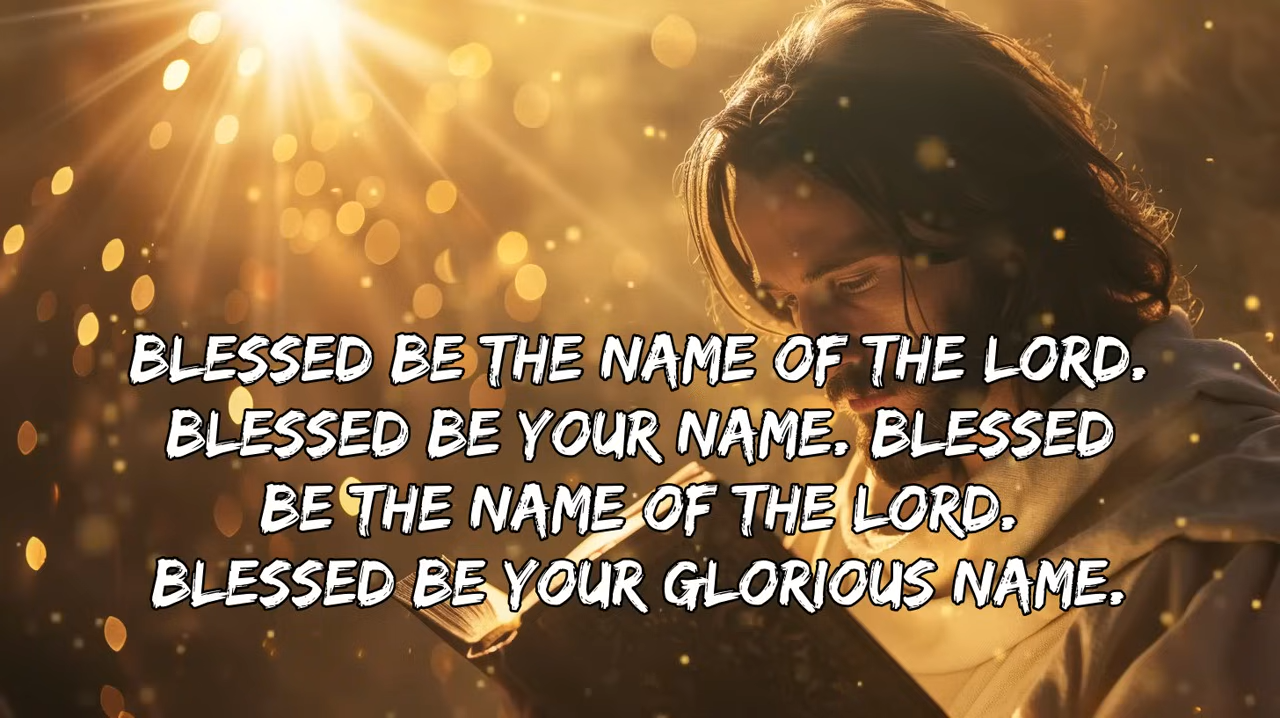 BLESSED BE THE NAME OF THE LORD.
BLESSED BE YOUR NAME. BLESSED
BE THE NAME OF THE LORD.
BLESSED BE YOUR GLORIOUS NAME.